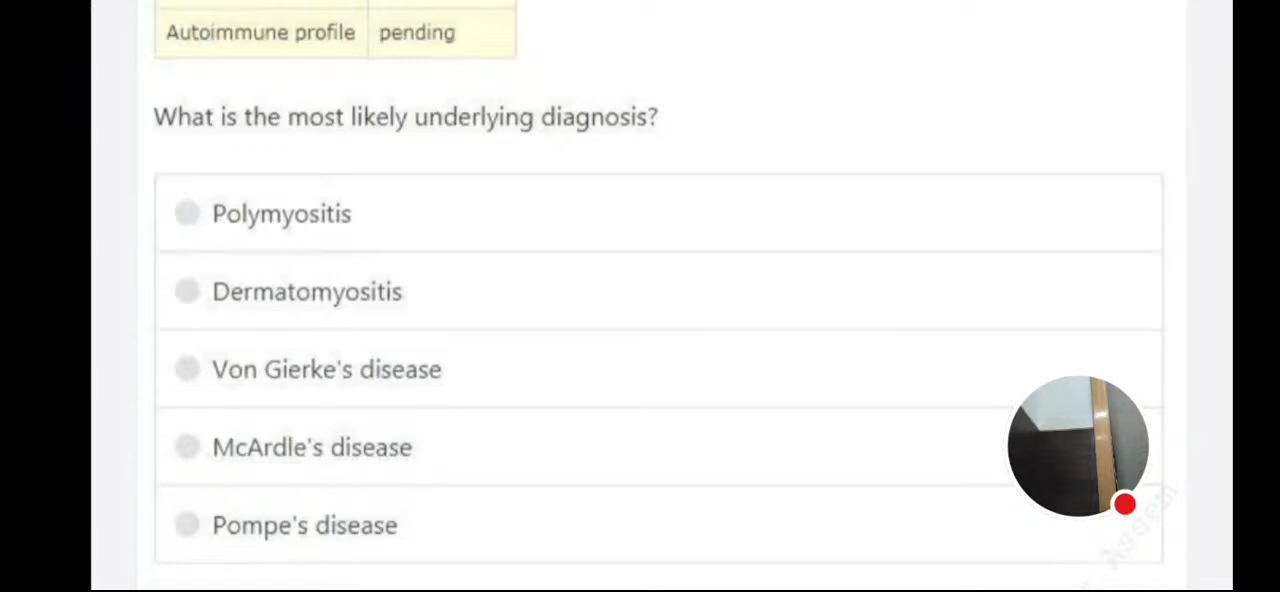 Autoimmune profile pending
What is the most likely underlying diagnosis?
Polymyositis
Dermatomyositis
Von Gierke's disease
McArdle's disease
Pompe's disease